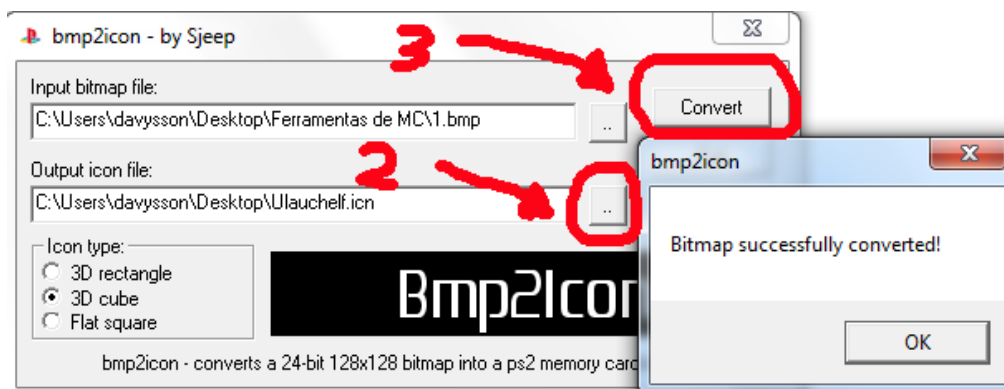 bmp2icon - by Sjeep
3
Input bitmap file:
C:\Users\davysson\Desktop\Ferramentas de MC\1.bmp
..
Convert
2
Output icon file:
C:\Users\davysson\Desktop\Ulauchelf.icn
..
Icon type:
3D rectangle
3D cube
Flat square
Bmp2Icon
bmp2icon - converts a 24-bit 128x128 bitmap into a ps2 memory card
bmp2icon
Bitmap successfully converted!
OK